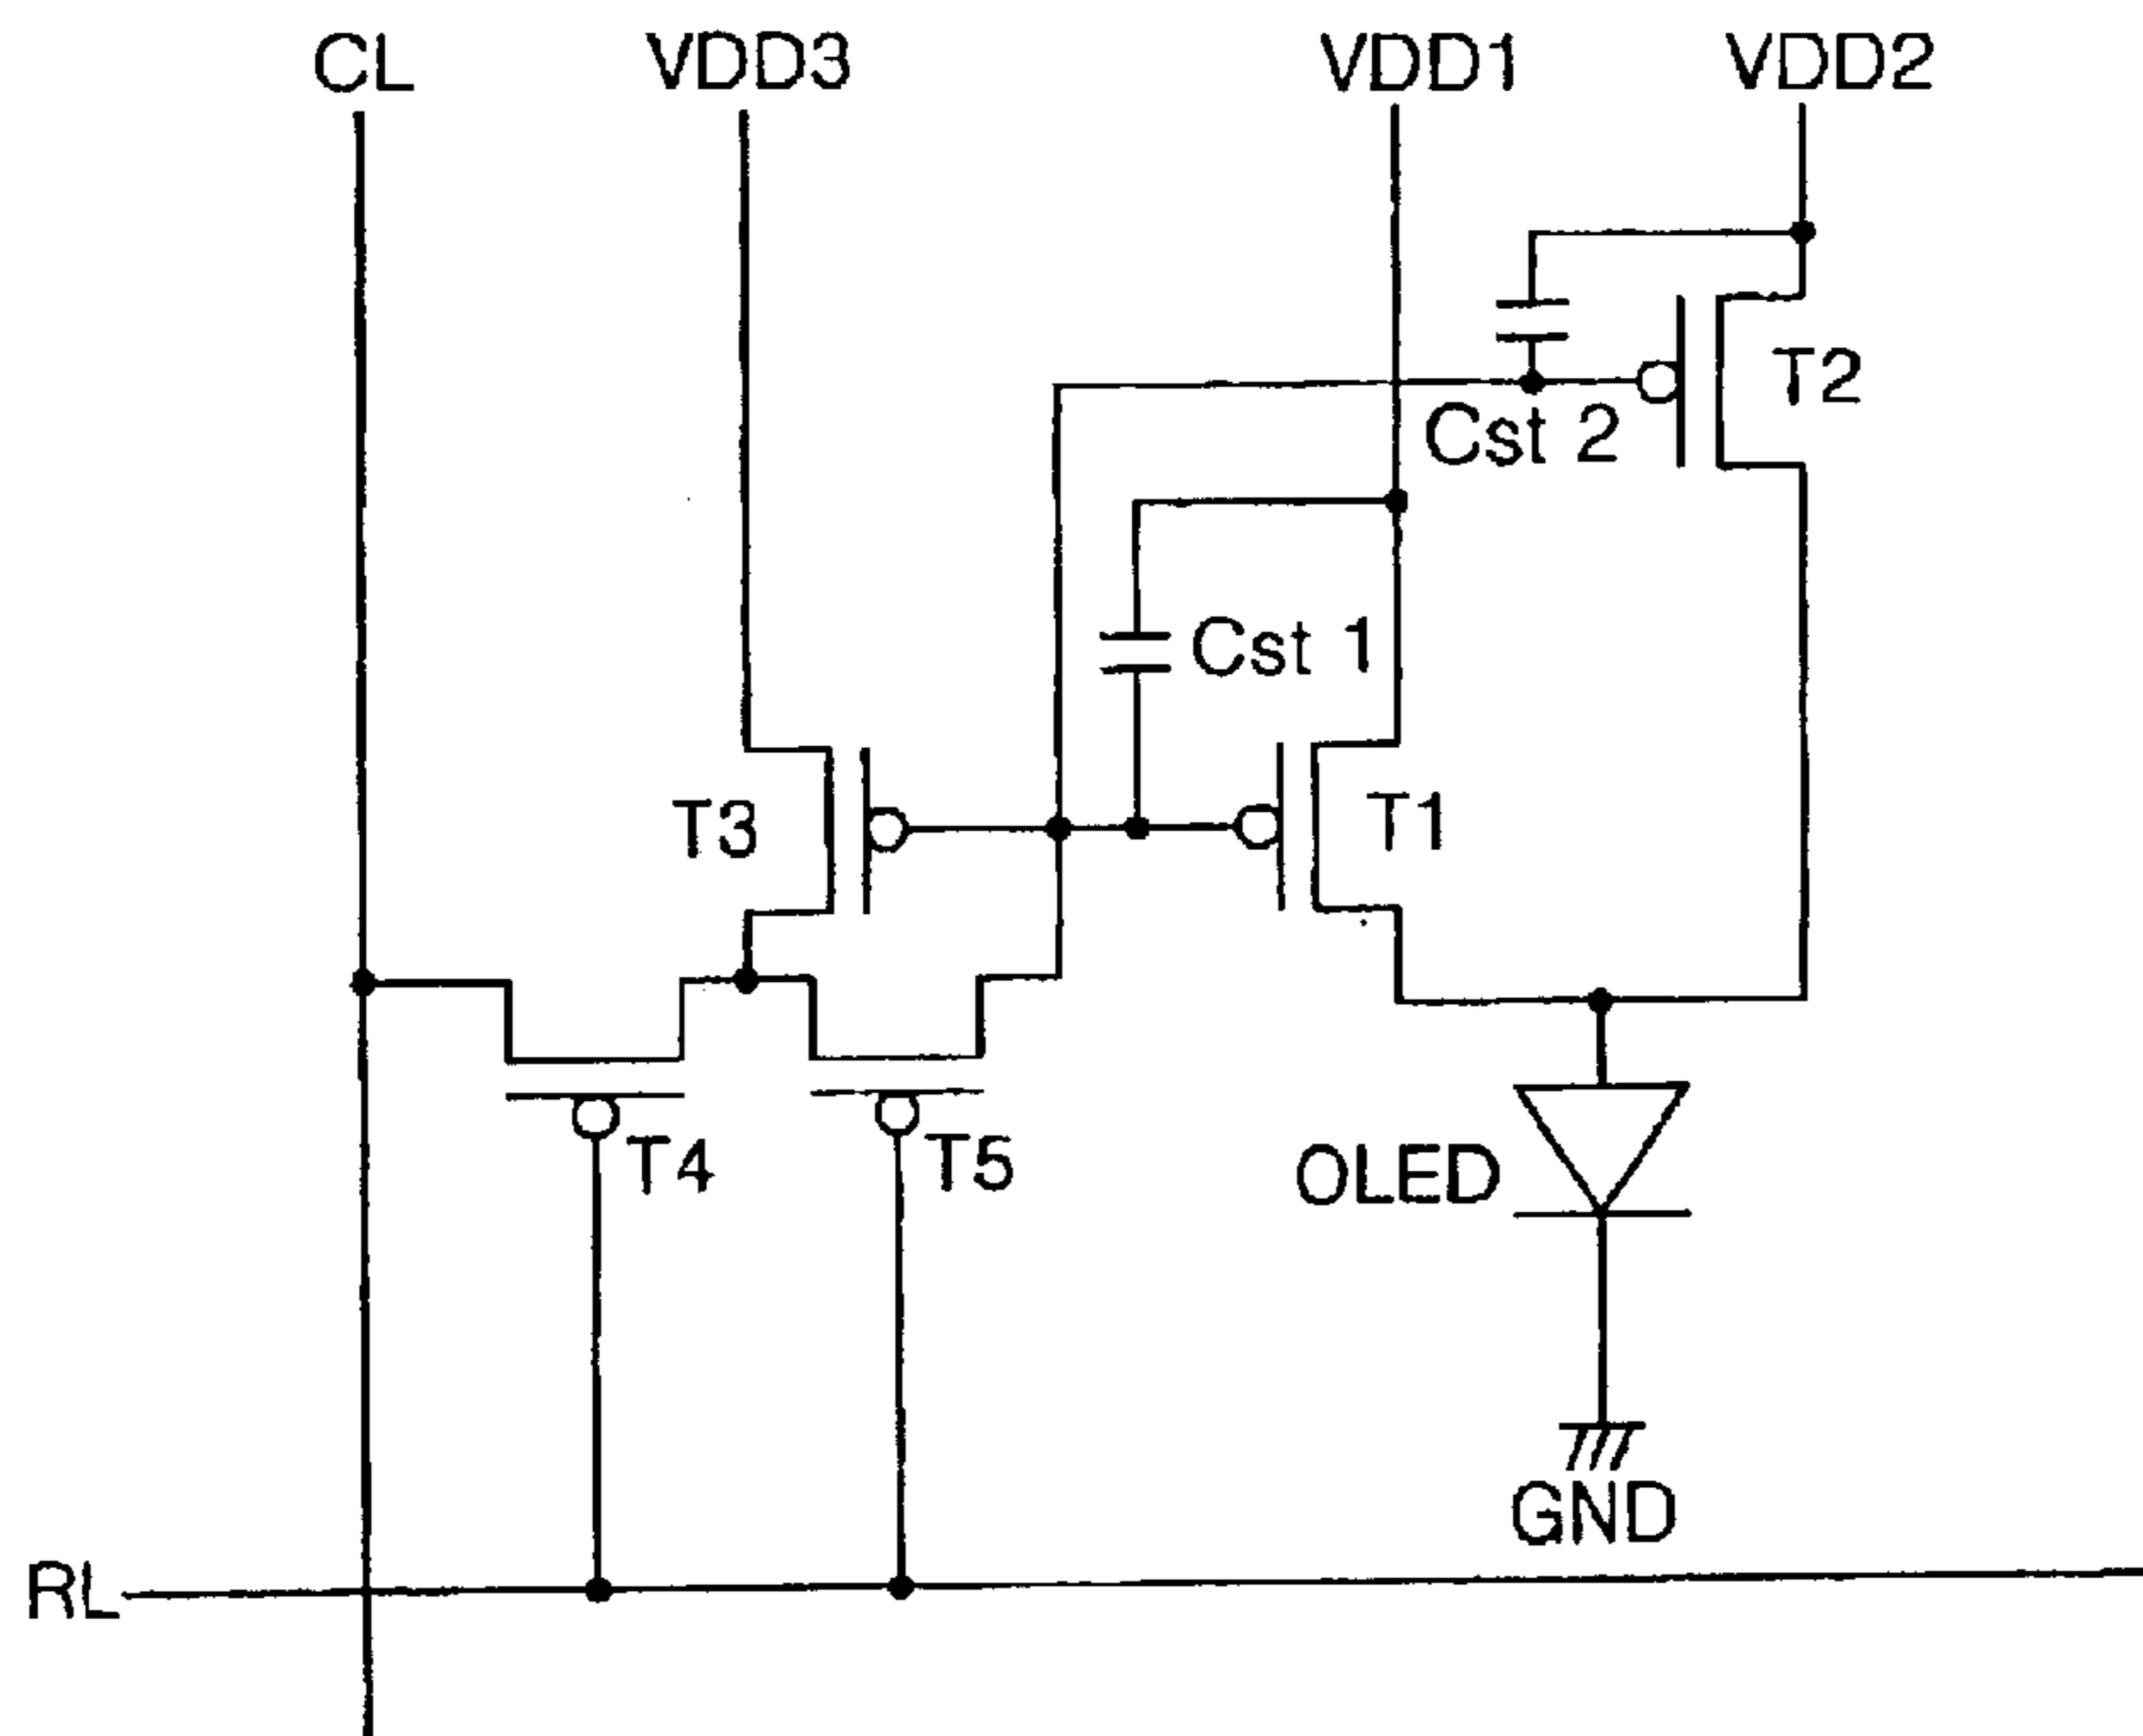 CL VDD3 VDD1 VDD2
T2
Cst 2
Cst 1
T3 T1
T4 T5 OLED
GND
RL